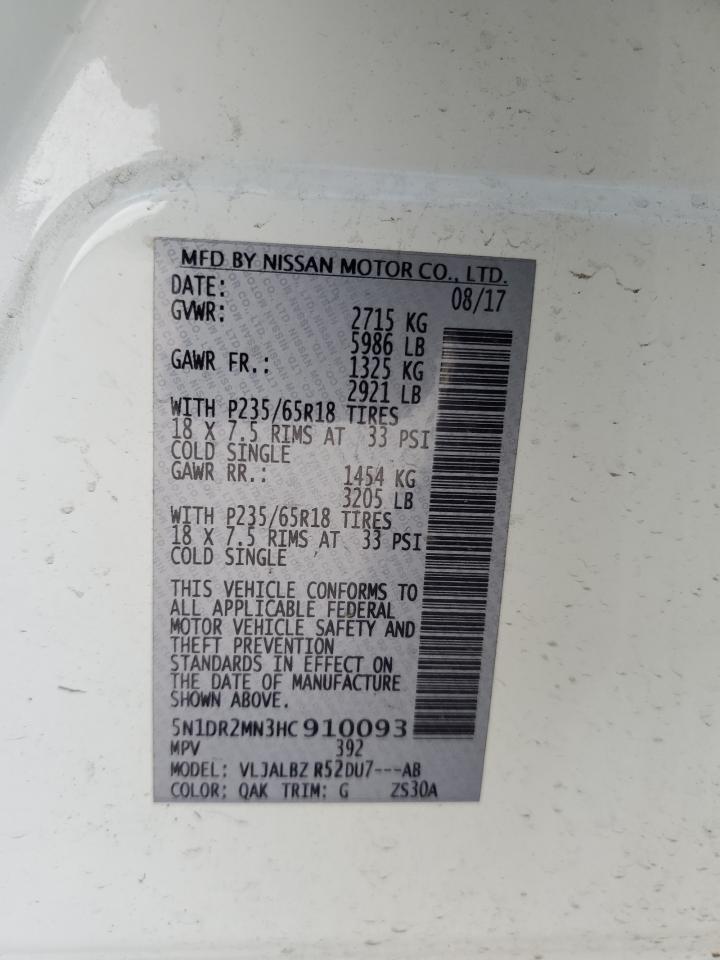 MFD BY NISSAN MOTOR CO., LTD.
DATE: 08/17
GVWR: 2715 KG
5986 LB
GAWR FR.: 1325 KG
2921 LB
WITH P235/65R18 TIRES
18 X 7.5 RIMS AT 33 PSI
COLD SINGLE
GAWR RR.: 1454 KG
3205 LB
WITH P235/65R18 TIRES
18 X 7.5 RIMS AT 33 PSI
COLD SINGLE
THIS VEHICLE CONFORMS TO
ALL APPLICABLE FEDERAL
MOTOR VEHICLE SAFETY AND
THEFT PREVENTION
STANDARDS IN EFFECT ON
THE DATE OF MANUFACTURE
SHOWN ABOVE.
5N1DR2MN3HC910093
MPV 392
MODEL: VLJALBZ R52DU7---AB
COLOR: QAK TRIM: G ZS30A